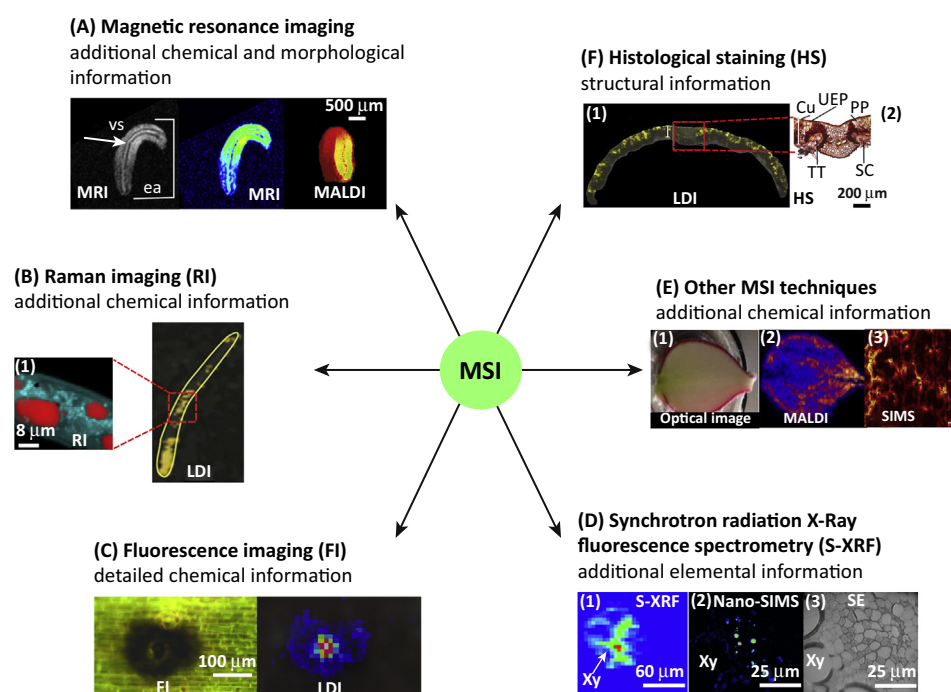 (A) Magnetic resonance imaging
additional chemical and morphological
information
vs
ea
MRI
MRI
500 μm
MALDI
(F) Histological staining (HS)
structural information
(1)
LDI
Cu
UEP
PP
(2)
TT
SC
HS
200 μm
(B) Raman imaging (RI)
additional chemical information
(1)
8 μm
RI
LDI
MSI
(E) Other MSI techniques
additional chemical information
(1)
Optical image
(2)
MALDI
(3)
SIMS
(C) Fluorescence imaging (FI)
detailed chemical information
100 μm
FI
LDI
(D) Synchrotron radiation X-Ray
fluorescence spectrometry (S-XRF)
additional elemental information
(1)
S-XRF
Xy
60 μm
(2)
Nano-SIMS
Xy
25 μm
(3)
SE
Xy
25 μm